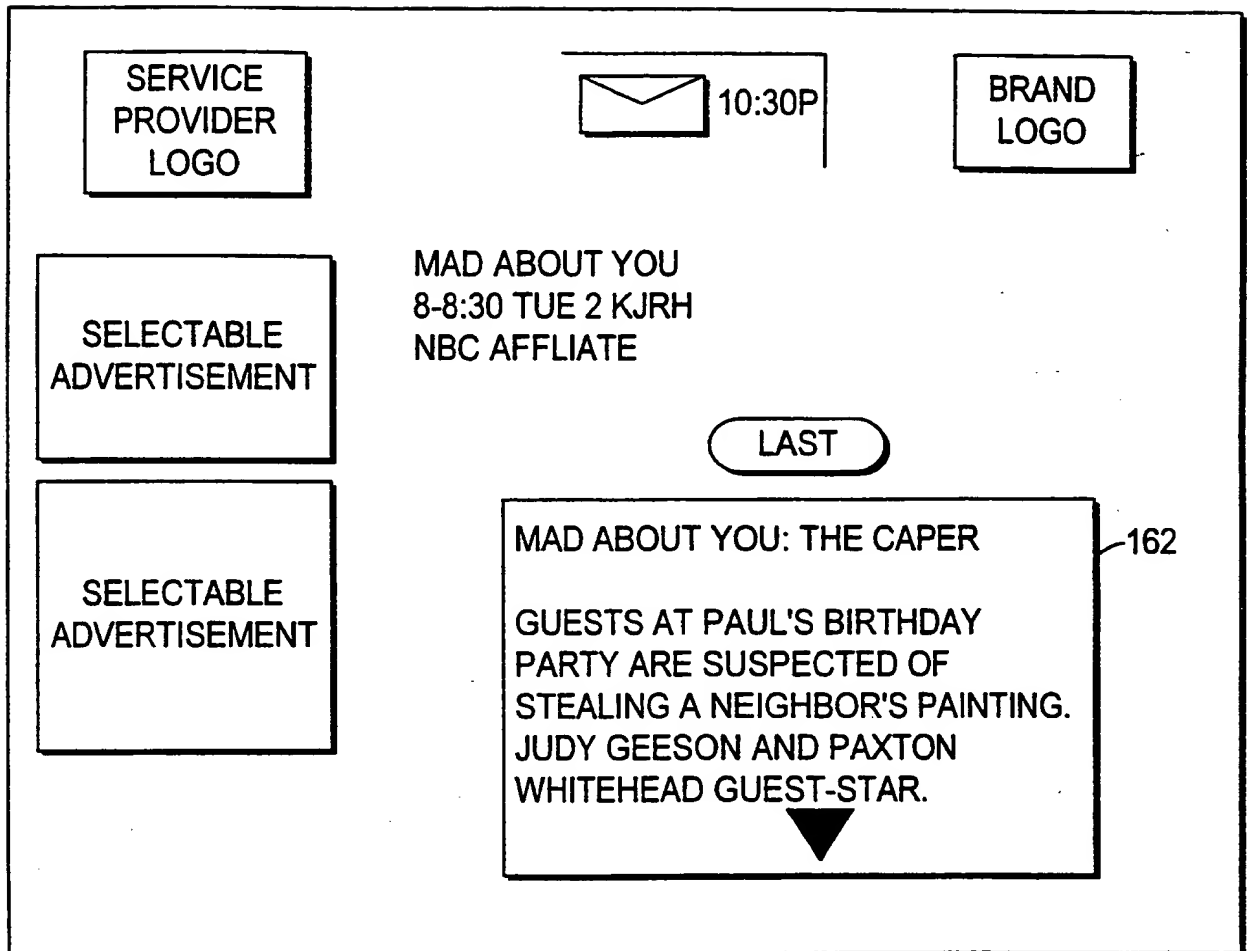 SERVICE
PROVIDER
LOGO
10:30P
BRAND
LOGO
SELECTABLE
ADVERTISEMENT
MAD ABOUT YOU
8-8:30 TUE 2 KJRH
NBC AFFLIATE
LAST
SELECTABLE
ADVERTISEMENT
MAD ABOUT YOU: THE CAPER
GUESTS AT PAUL'S BIRTHDAY
PARTY ARE SUSPECTED OF
STEALING A NEIGHBOR'S PAINTING.
JUDY GEESON AND PAXTON
WHITEHEAD GUEST-STAR.
162